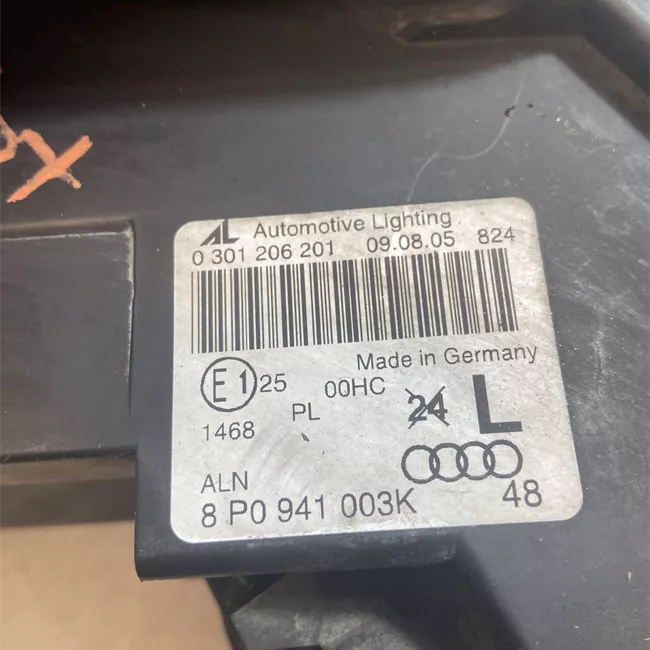 AL Automotive Lighting
0 301 206 201 09.08.05 824
Made in Germany
E1 25 00HC 24 L
1468 PL
ALN
8 P0 941 003K 48